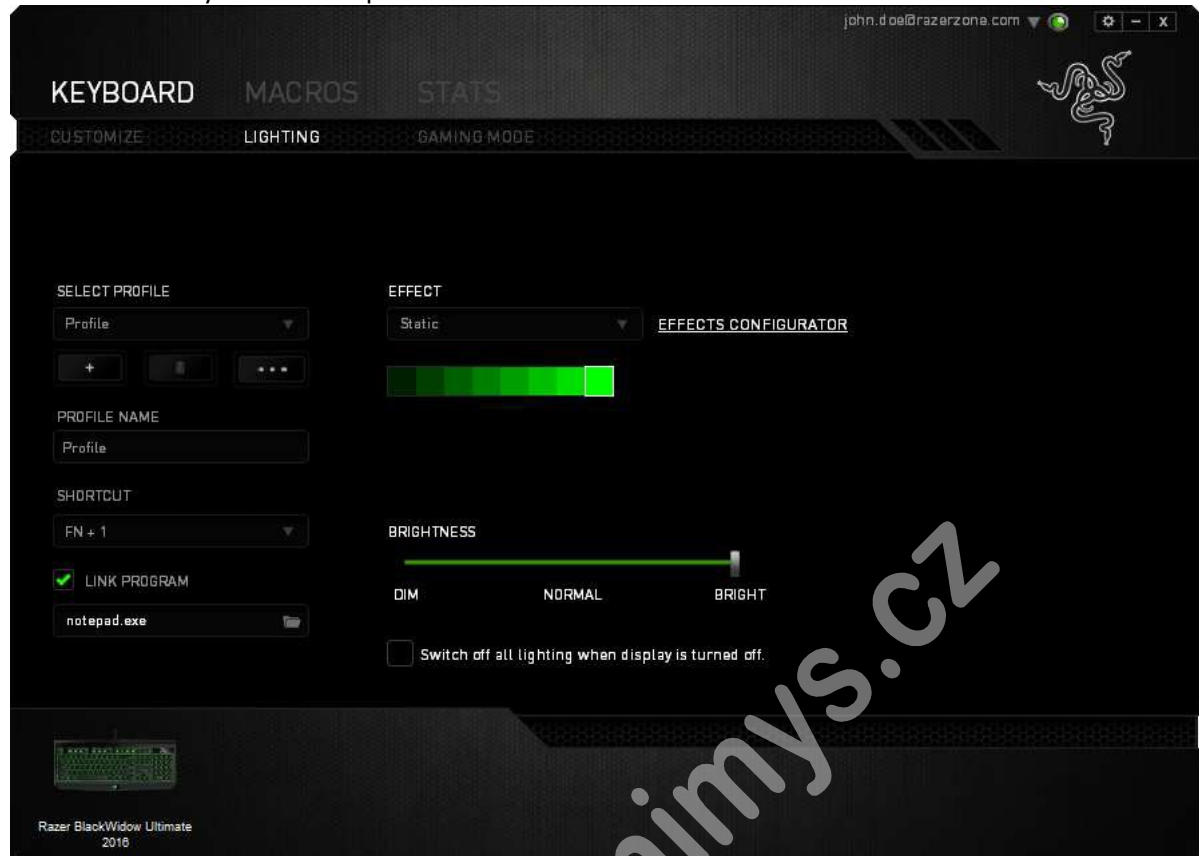 john.doe@razerzone.com
KEYBOARD MACROS STATS
CUSTOMIZE LIGHTING GAMING MODE
SELECT PROFILE
Profile
+
PROFILE NAME
Profile
SHORTCUT
FN + 1
LINK PROGRAM
notepad.exe
EFFECT
Static
EFFECTS CONFIGURATOR
BRIGHTNESS
DIM NORMAL BRIGHT
Switch off all lighting when display is turned off.
Razer BlackWidow Ultimate
2016
nimys.cz